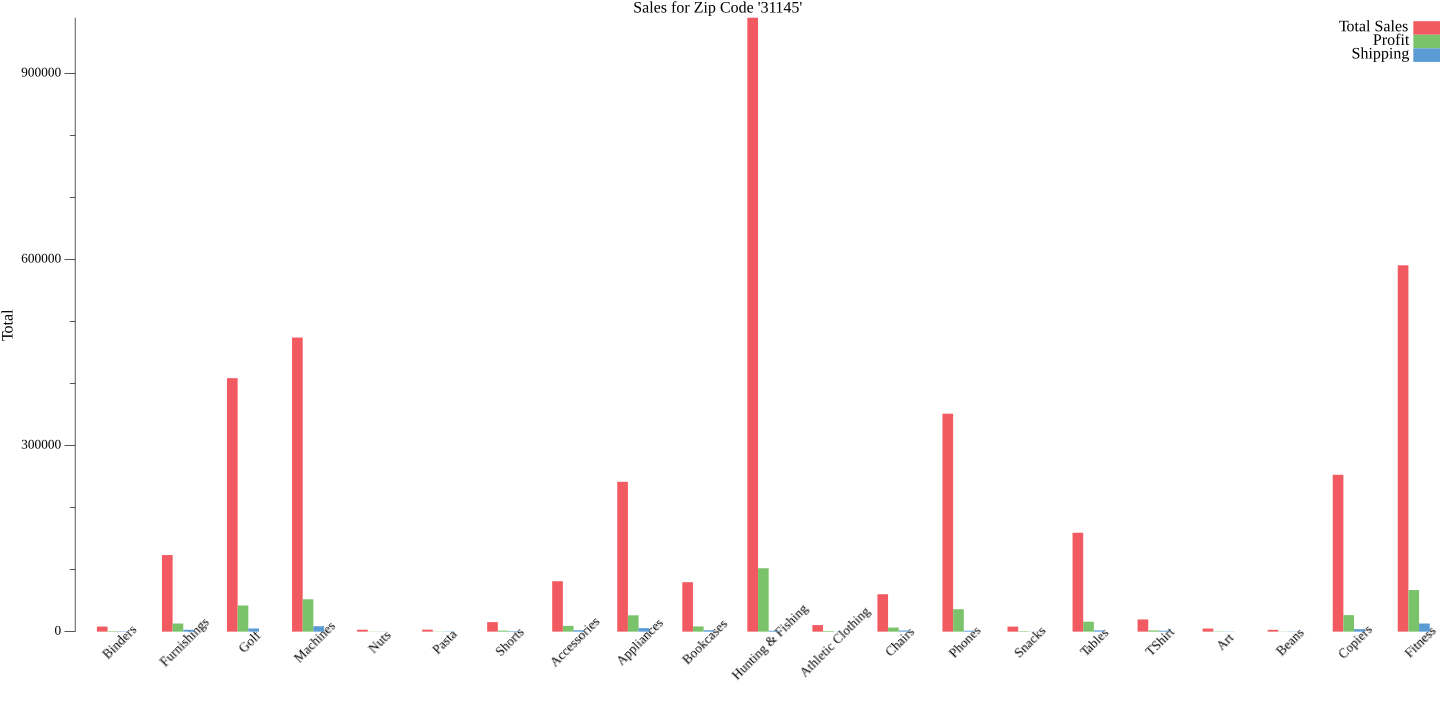 Sales for Zip Code '31145'
Total Sales
Profit
Shipping
Total
900000
600000
300000
0
Binders
Furnishings
Golf
Machines
Nuts
Pasta
Shorts
Accessories
Appliances
Bookcases
Hunting & Fishing
Athletic Clothing
Chairs
Phones
Snacks
Tables
TShirt
Art
Beans
Copiers
Fitness